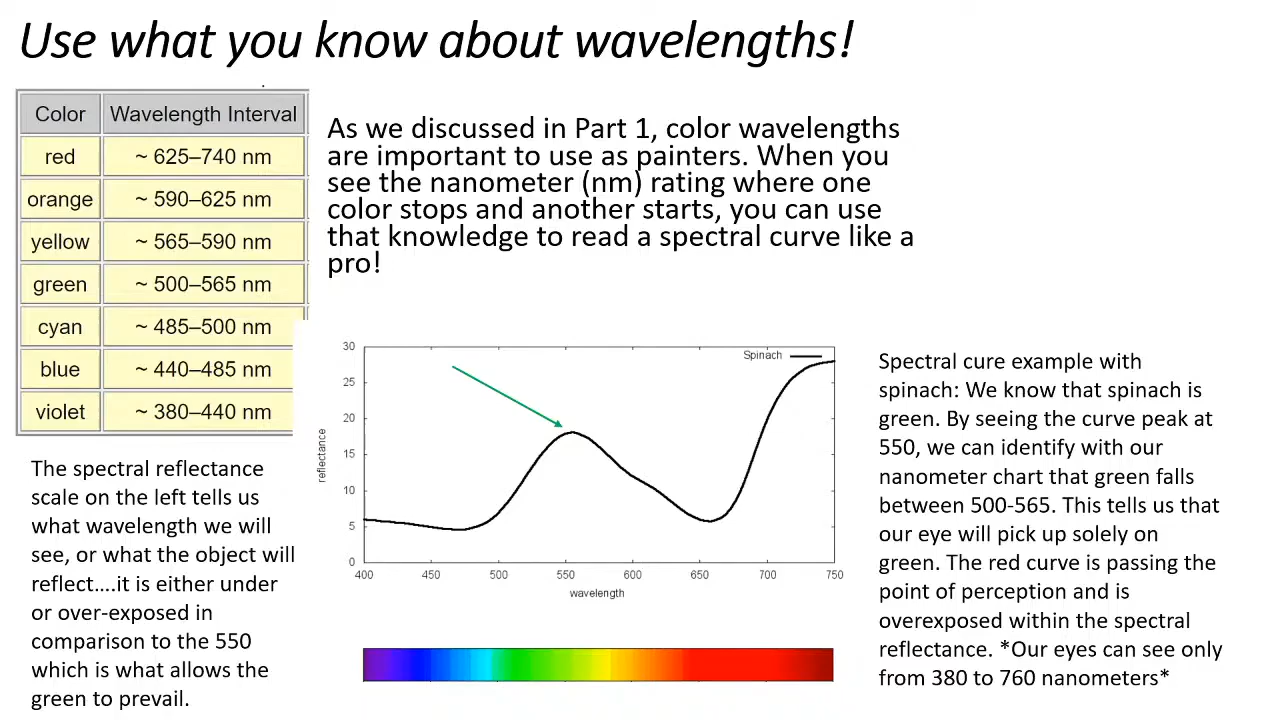 Use what you know about wavelengths!
Color Wavelength Interval
red ~ 625–740 nm
orange ~ 590–625 nm
yellow ~ 565–590 nm
green ~ 500–565 nm
cyan ~ 485–500 nm
blue ~ 440–485 nm
violet ~ 380–440 nm
As we discussed in Part 1, color wavelengths
are important to use as painters. When you
see the nanometer (nm) rating where one
color stops and another starts, you can use
that knowledge to read a spectral curve like a
pro!
The spectral reflectance
scale on the left tells us
what wavelength we will
see, or what the object will
reflect....it is either under
or over-exposed in
comparison to the 550
which is what allows the
green to prevail.
Spinach
reflectance
30
25
20
15
10
5
0
400 450 500 550 600 650 700 750
wavelength
Spectral cure example with
spinach: We know that spinach is
green. By seeing the curve peak at
550, we can identify with our
nanometer chart that green falls
between 500-565. This tells us that
our eye will pick up solely on
green. The red curve is passing the
point of perception and is
overexposed within the spectral
reflectance. *Our eyes can see only
from 380 to 760 nanometers*